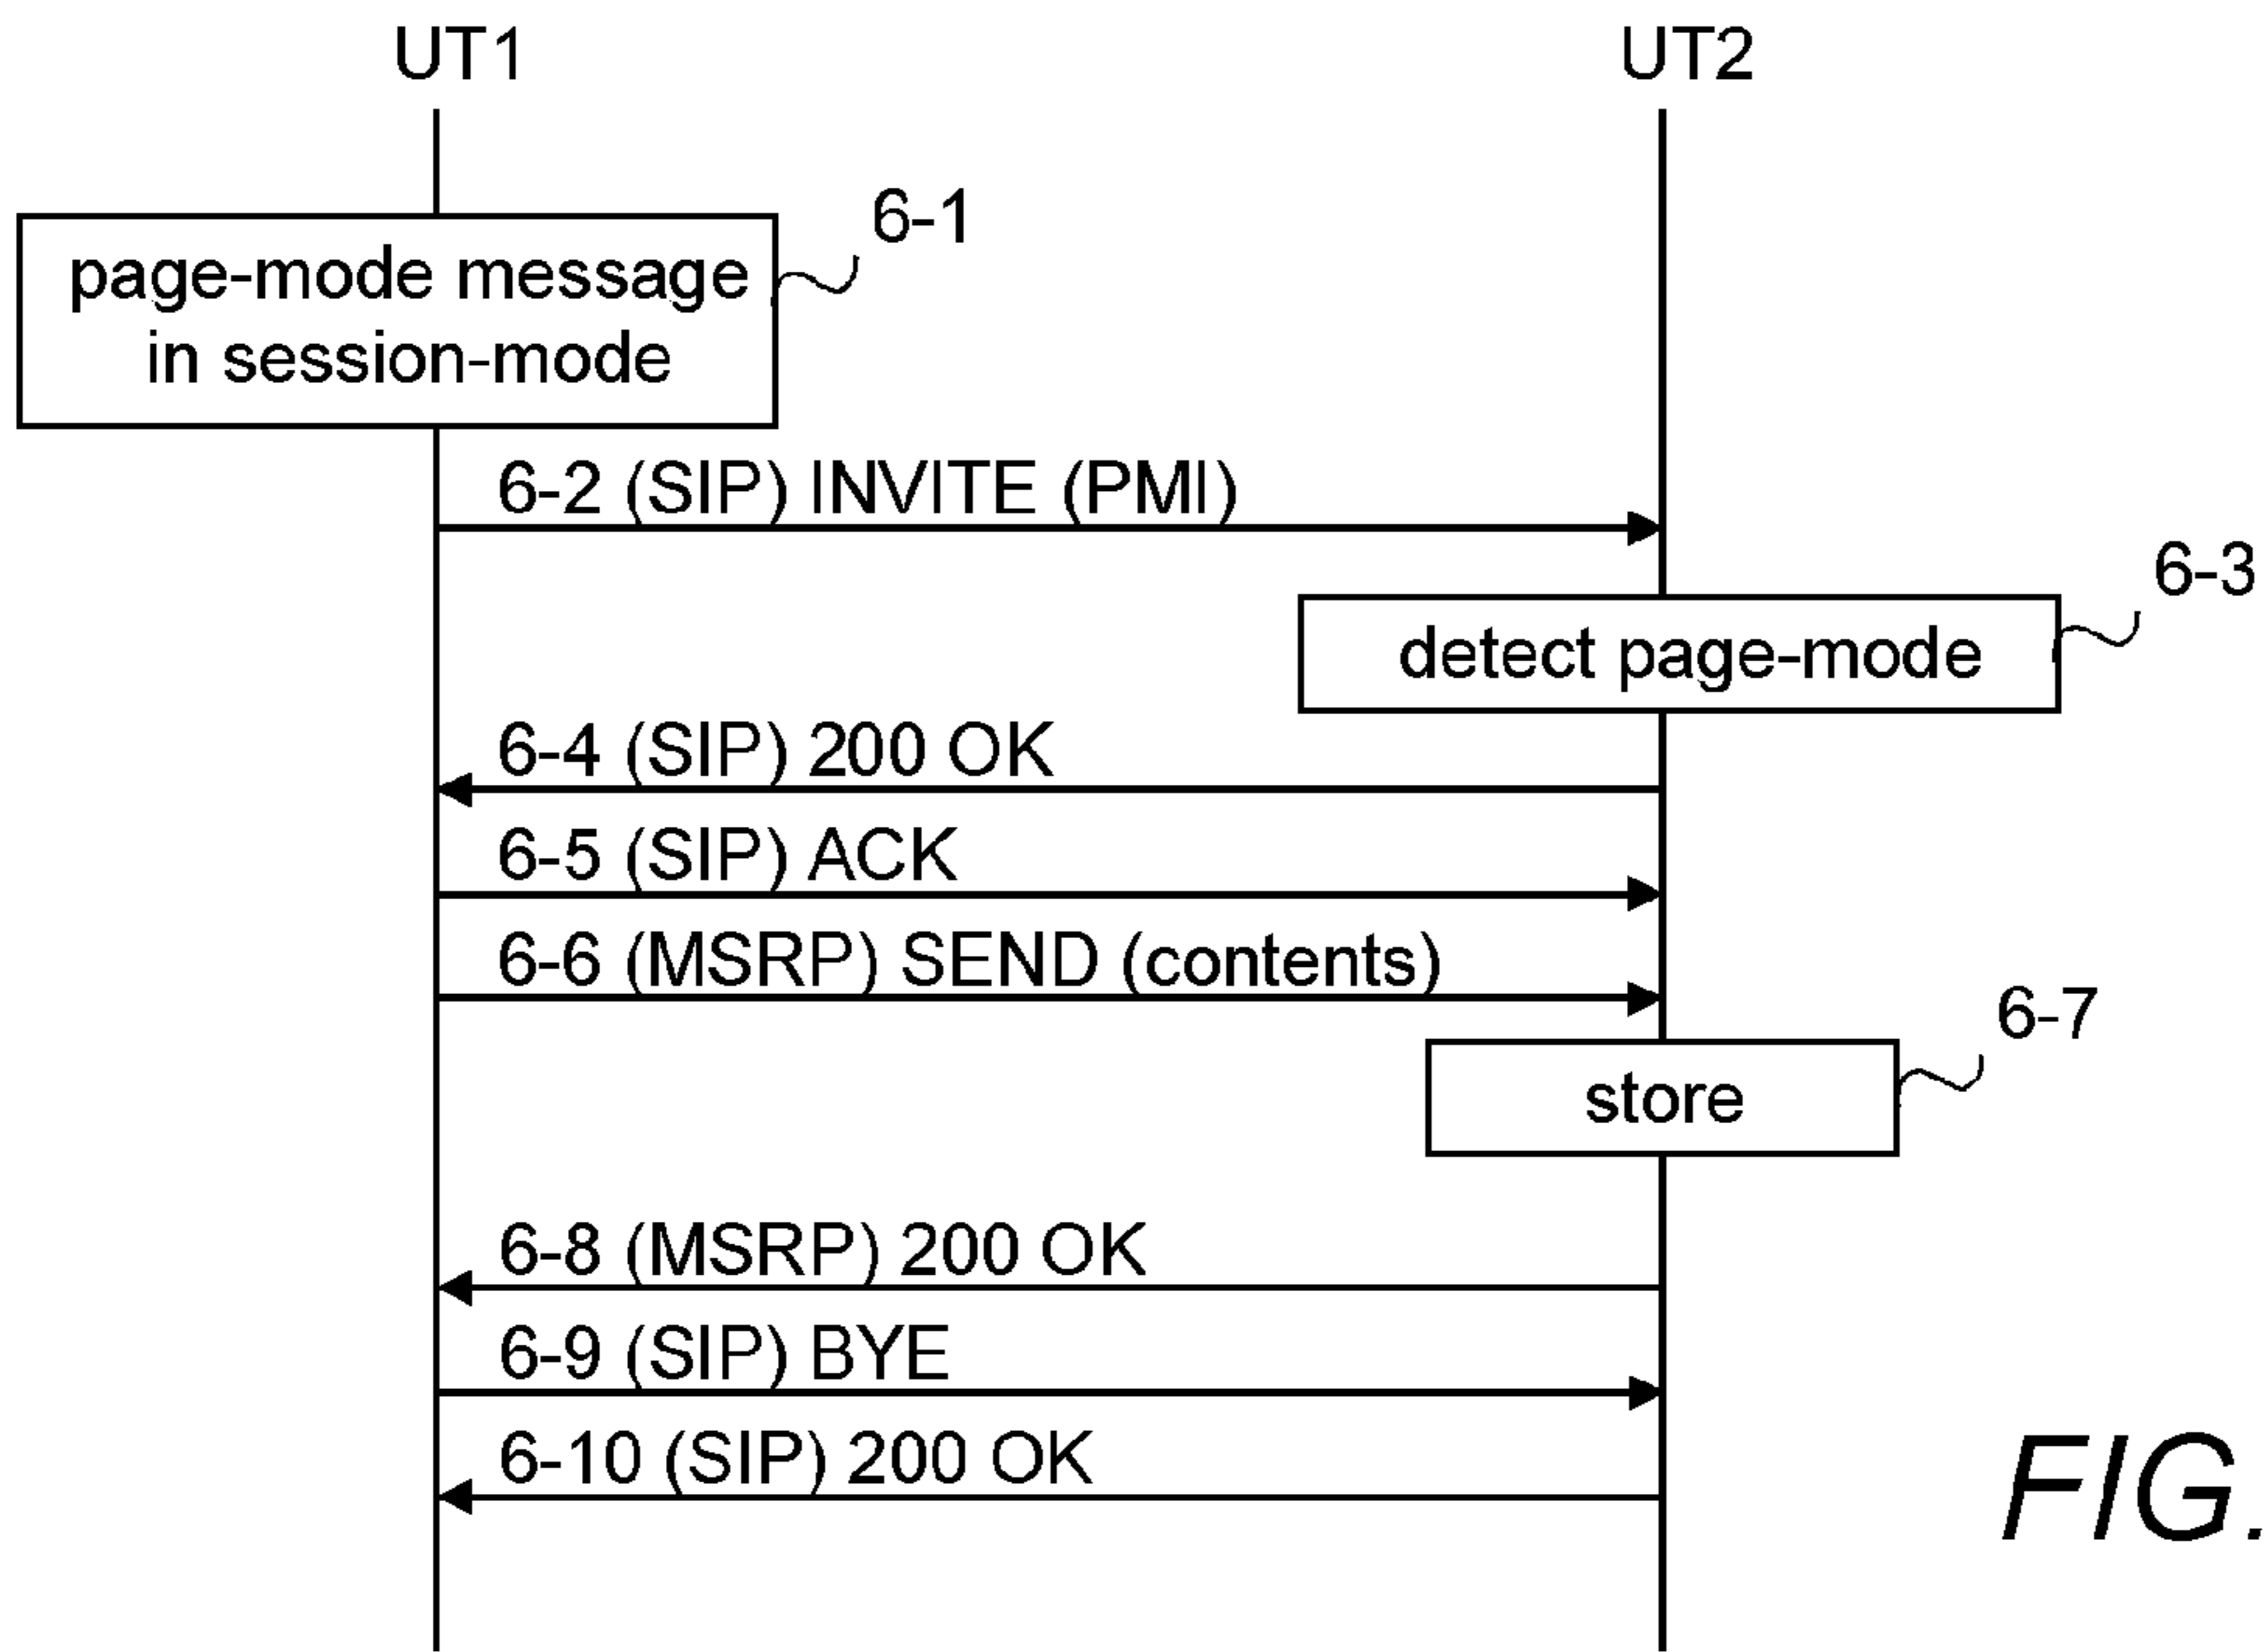 UT1
UT2
6-1
page-mode message
in session-mode
6-2 (SIP) INVITE (PMI)
6-3
detect page-mode
6-4 (SIP) 200 OK
6-5 (SIP) ACK
6-6 (MSRP) SEND (contents)
6-7
store
6-8 (MSRP) 200 OK
6-9 (SIP) BYE
6-10 (SIP) 200 OK
FIG.